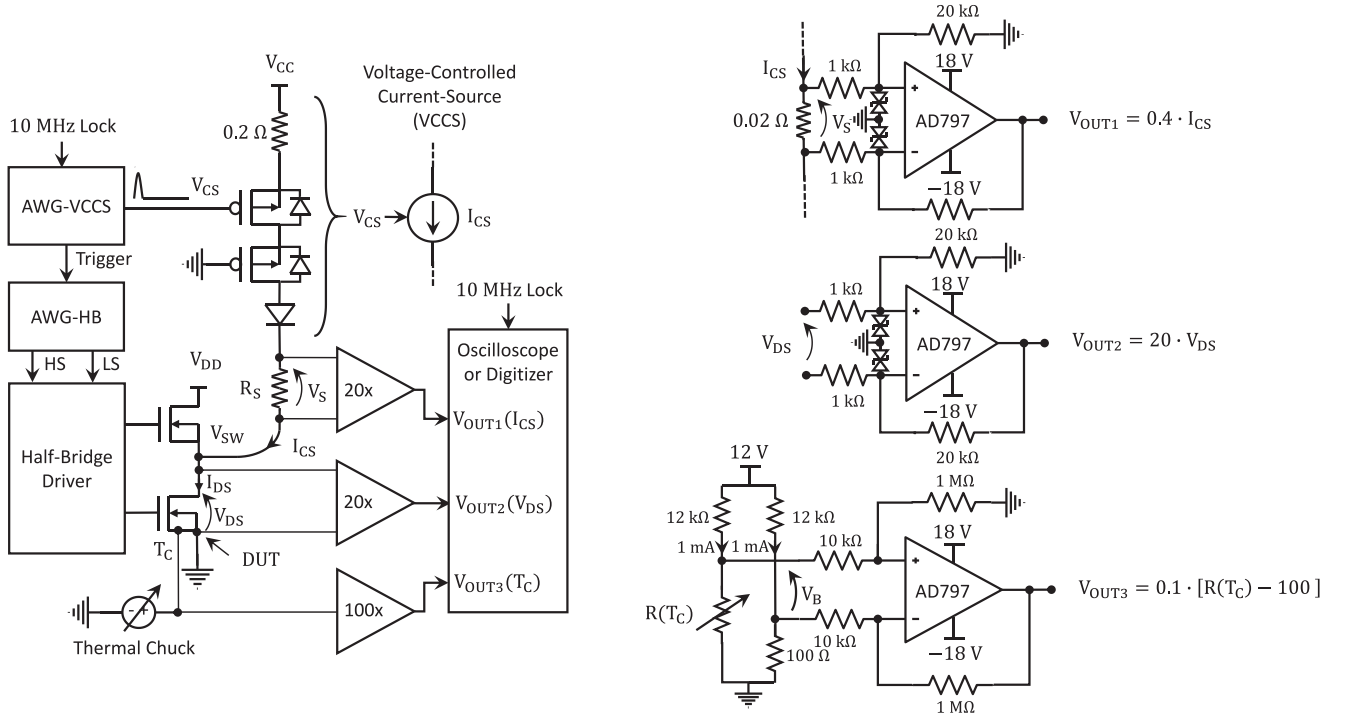 V_CC
Voltage-Controlled
Current-Source
(VCCS)
0.2 Ω
10 MHz Lock
AWG-VCCS
V_CS
V_CS
I_CS
Trigger
AWG-HB
HS
LS
10 MHz Lock
Oscilloscope
or Digitizer
V_DD
R_S
V_S
20x
V_OUT1(I_CS)
V_SW
I_CS
Half-Bridge
Driver
I_DS
V_DS
20x
V_OUT2(V_DS)
T_C
DUT
100x
V_OUT3(T_C)
- +
Thermal Chuck
20 kΩ
I_CS
1 kΩ
18 V
+
0.02 Ω
V_S
AD797
V_OUT1 = 0.4 · I_CS
-
1 kΩ
−18 V
20 kΩ
1 kΩ
18 V
+
V_DS
AD797
V_OUT2 = 20 · V_DS
-
1 kΩ
−18 V
20 kΩ
12 V
1 MΩ
12 kΩ
12 kΩ
18 V
1 mA
1 mA
10 kΩ
+
V_B
AD797
V_OUT3 = 0.1 · [R(T_C) − 100 ]
R(T_C)
-
10 kΩ
−18 V
100 Ω
1 MΩ